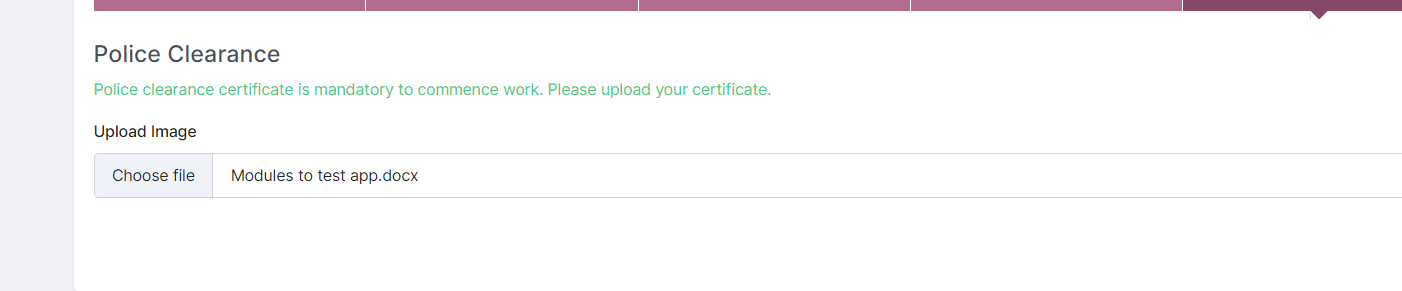 Police Clearance
Police clearance certificate is mandatory to commence work. Please upload your certificate.
Upload Image
Choose file Modules to test app.docx